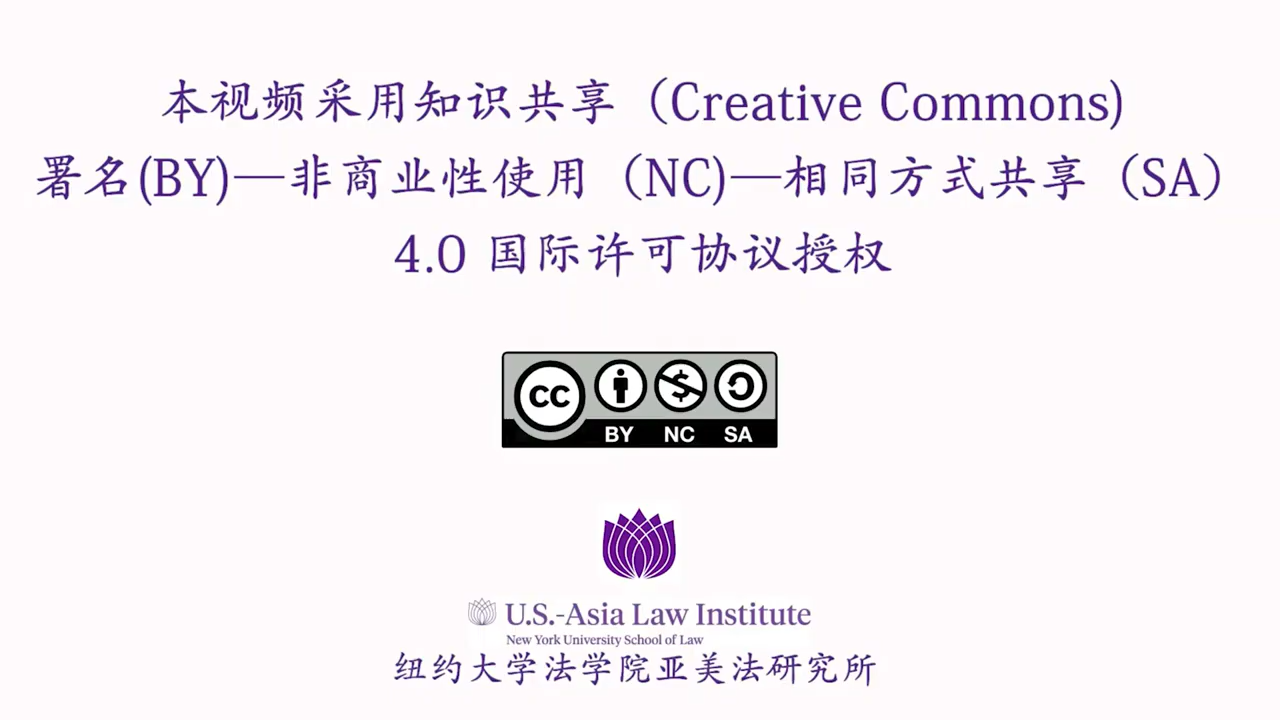 本视频采用知识共享（Creative Commons)
署名(BY)—非商业性使用（NC)—相同方式共享（SA）
4.0 国际许可协议授权
cc
BY NC SA
U.S.-Asia Law Institute
New York University School of Law
纽约大学法学院亚美法研究所